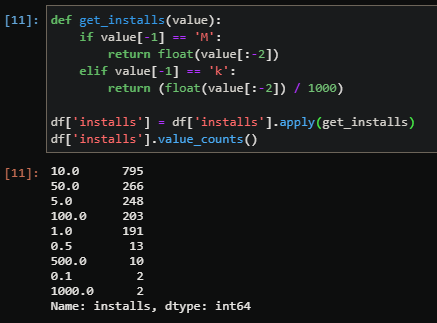 [11]: def get_installs(value):
    if value[-1] == 'M':
        return float(value[:-2])
    elif value[-1] == 'k':
        return (float(value[:-2]) / 1000)

df['installs'] = df['installs'].apply(get_installs)
df['installs'].value_counts()
[11]: 10.0      795
50.0      266
5.0       248
100.0     203
1.0       191
0.5        13
500.0      10
0.1         2
1000.0      2
Name: installs, dtype: int64